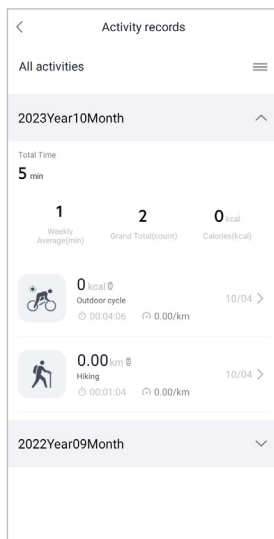 Activity records
All activities
2023Year10Month
Total Time
5 min
1
Weekly
Average(min)
2
Grand Total(count)
0 kcal
Calories(kcal)
0 kcal
Outdoor cycle
00:04:06 0.00/km
10/04
0.00 km
Hiking
00:01:04 0.00/km
10/04
2022Year09Month